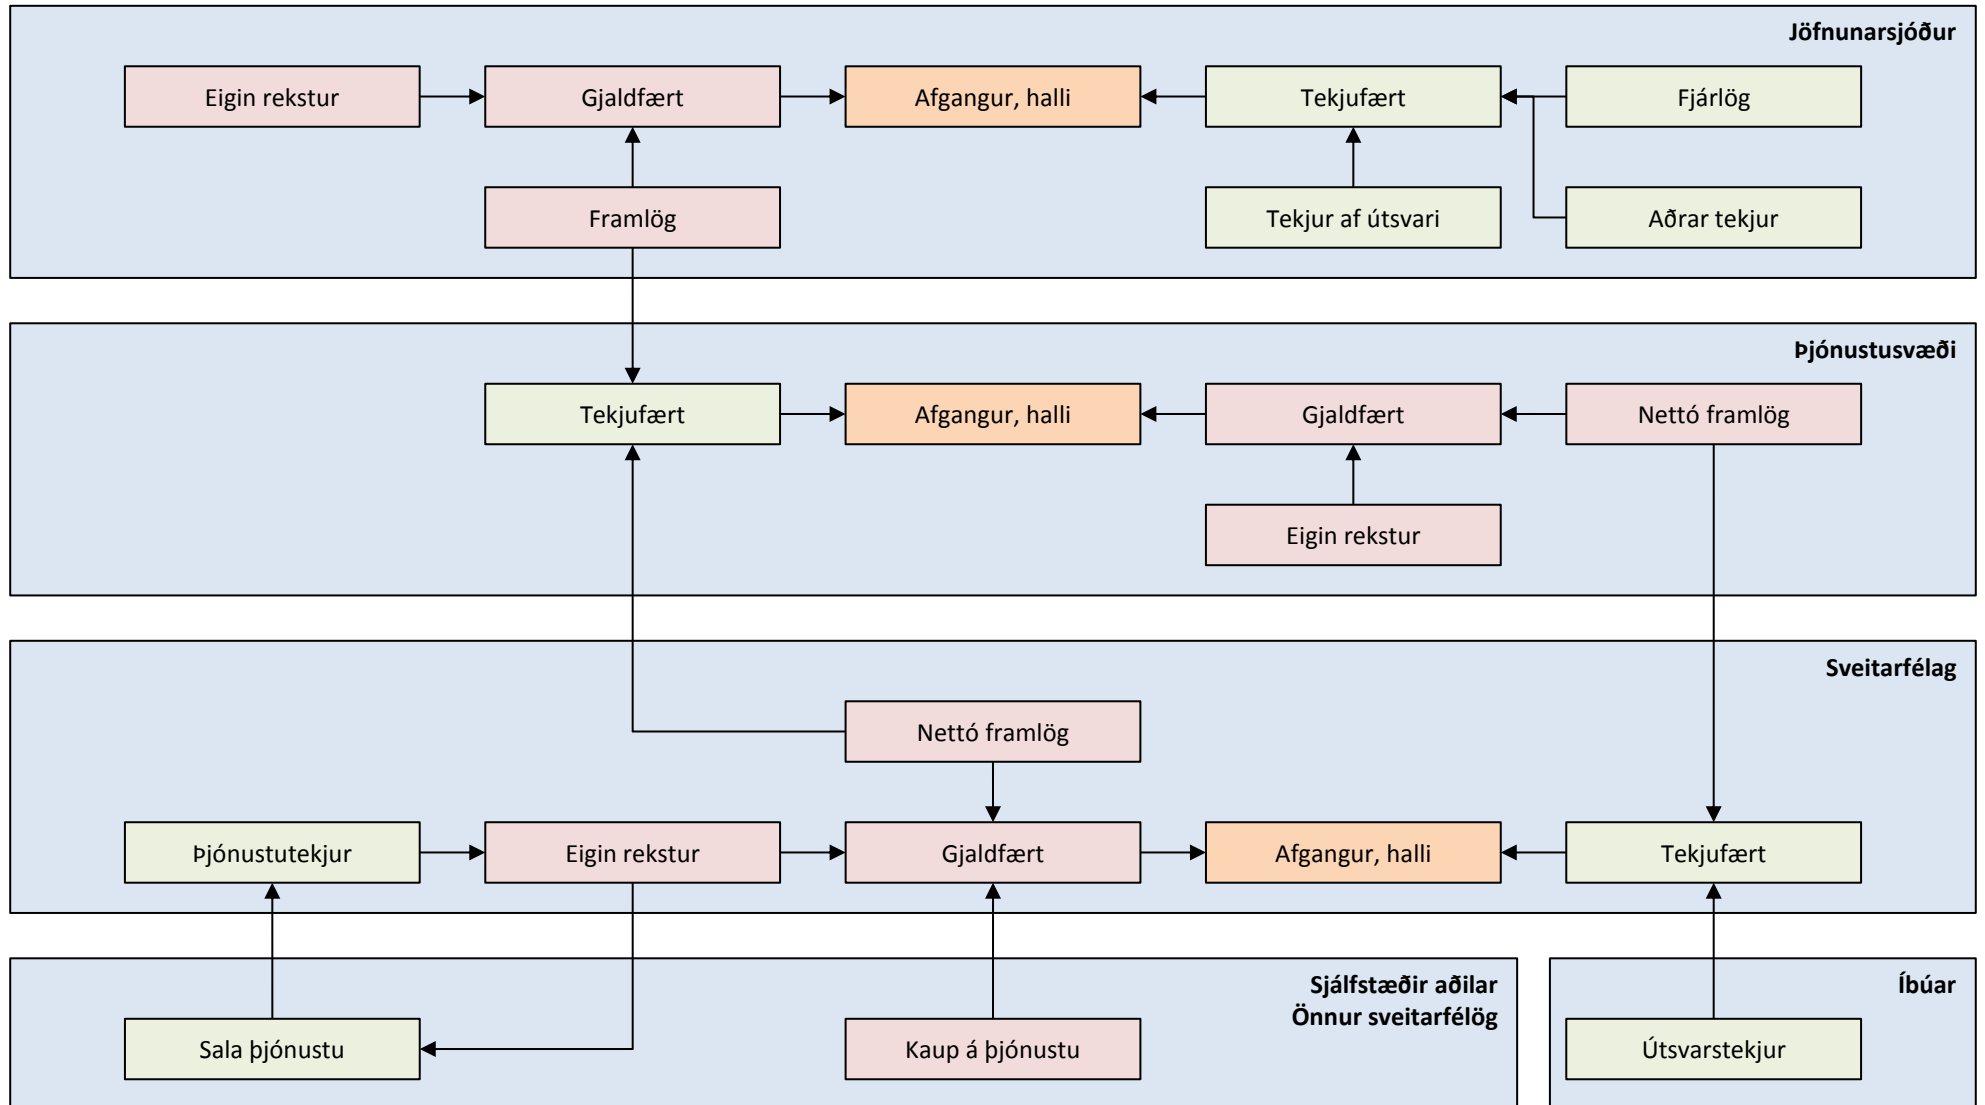 Jöfnunarsjóður
Eigin rekstur
Gjaldfært
Afgangur, halli
Tekjufært
Fjárlög
Framlög
Tekjur af útsvari
Aðrar tekjur
Þjónustusvæði
Tekjufært
Afgangur, halli
Gjaldfært
Nettó framlög
Eigin rekstur
Sveitarfélag
Nettó framlög
Þjónustutekjur
Eigin rekstur
Gjaldfært
Afgangur, halli
Tekjufært
Sjálfstæðir aðilar
Önnur sveitarfélög
Íbúar
Sala þjónustu
Kaup á þjónustu
Útsvarstekjur